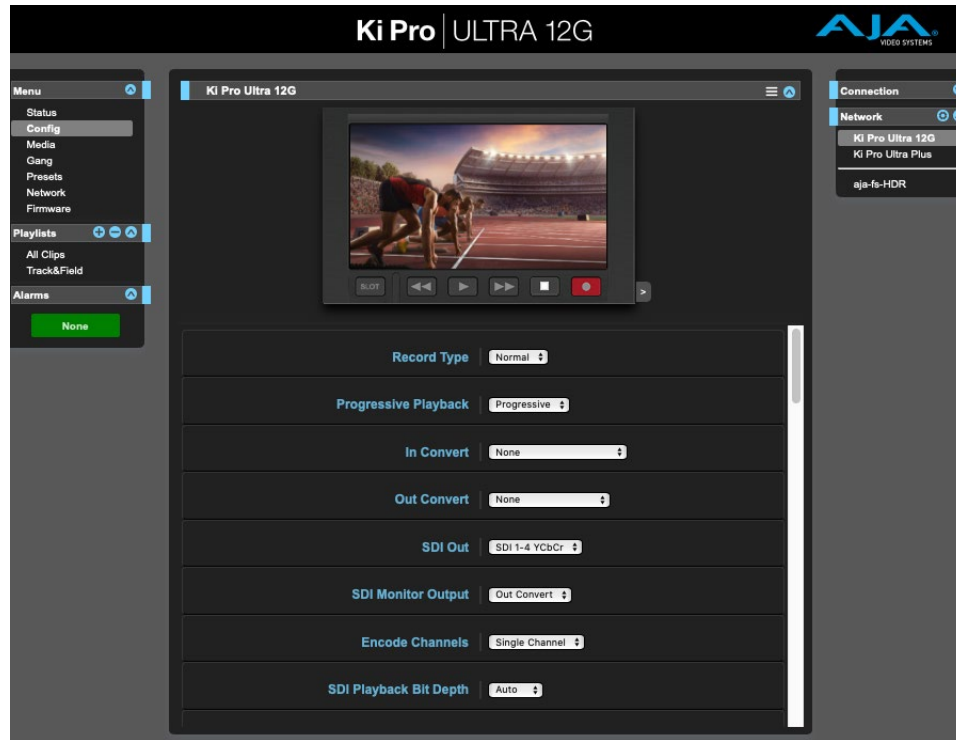 Ki Pro ULTRA 12G
AJA
VIDEO SYSTEMS
Menu
Status
Config
Media
Gang
Presets
Network
Firmware
Playlists
All Clips
Track&Field
Alarms
None
Ki Pro Ultra 12G
SLOT
>
Record Type Normal
Progressive Playback Progressive
In Convert None
Out Convert None
SDI Out SDI 1-4 YCbCr
SDI Monitor Output Out Convert
Encode Channels Single Channel
SDI Playback Bit Depth Auto
Connection
Network
Ki Pro Ultra 12G
Ki Pro Ultra Plus
aja-fs-HDR